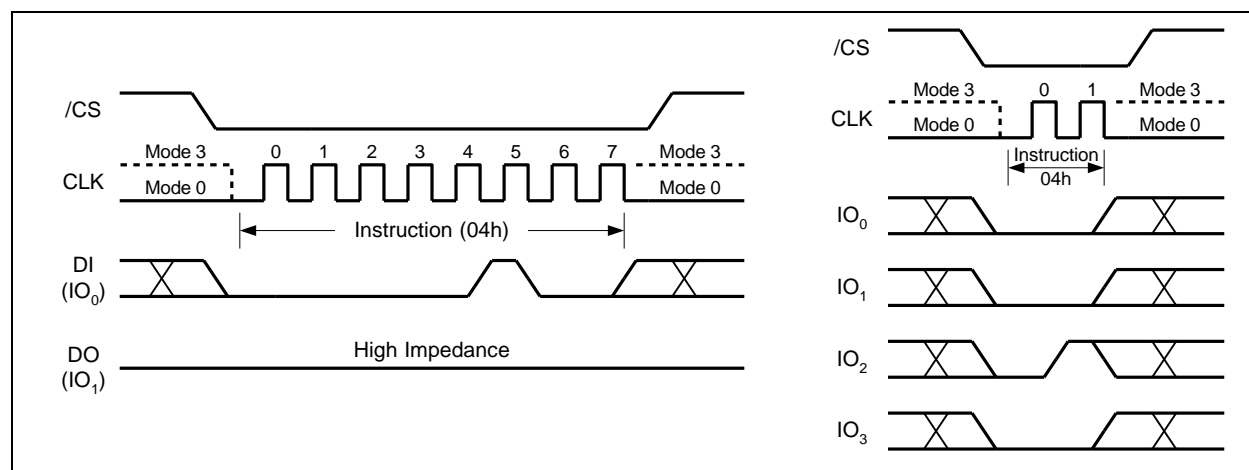 /CS
CLK
Mode 3
Mode 0
0 1 2 3 4 5 6 7
Mode 3
Mode 0
Instruction (04h)
DI
(IO₀)
DO
(IO₁)
High Impedance
/CS
CLK
Mode 3
Mode 0
0 1
Mode 3
Mode 0
Instruction
04h
IO₀
IO₁
IO₂
IO₃